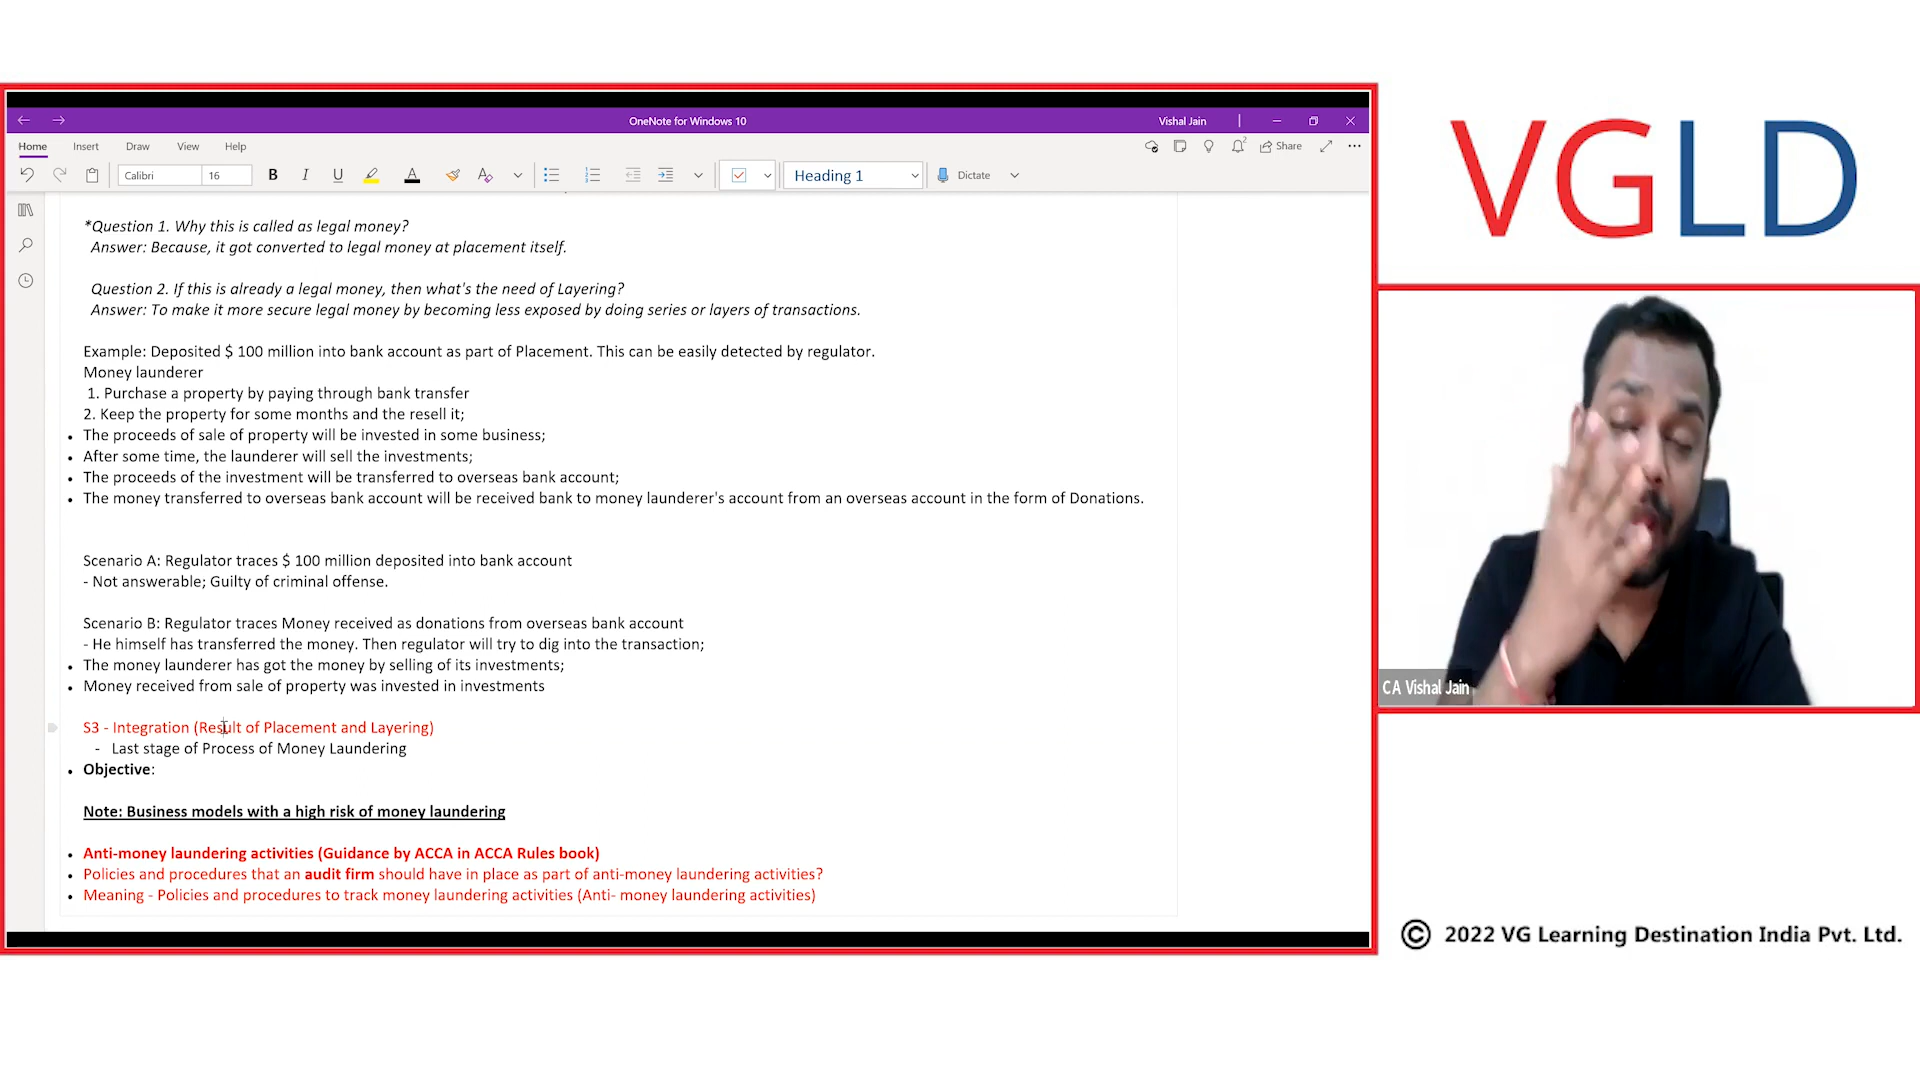 OneNote for Windows 10
Vishal Jain
Home Insert Draw View Help
Share
Calibri 16 B I U Heading 1 Dictate
*Question 1. Why this is called as legal money?
Answer: Because, it got converted to legal money at placement itself.
Question 2. If this is already a legal money, then what's the need of Layering?
Answer: To make it more secure legal money by becoming less exposed by doing series or layers of transactions.
Example: Deposited $ 100 million into bank account as part of Placement. This can be easily detected by regulator.
Money launderer
1. Purchase a property by paying through bank transfer
2. Keep the property for some months and the resell it;
• The proceeds of sale of property will be invested in some business;
• After some time, the launderer will sell the investments;
• The proceeds of the investment will be transferred to overseas bank account;
• The money transferred to overseas bank account will be received bank to money launderer's account from an overseas account in the form of Donations.
Scenario A: Regulator traces $ 100 million deposited into bank account
- Not answerable; Guilty of criminal offense.
Scenario B: Regulator traces Money received as donations from overseas bank account
- He himself has transferred the money. Then regulator will try to dig into the transaction;
• The money launderer has got the money by selling of its investments;
• Money received from sale of property was invested in investments
S3 - Integration (Result of Placement and Layering)
- Last stage of Process of Money Laundering
• Objective:
Note: Business models with a high risk of money laundering
• Anti-money laundering activities (Guidance by ACCA in ACCA Rules book)
• Policies and procedures that an audit firm should have in place as part of anti-money laundering activities?
• Meaning - Policies and procedures to track money laundering activities (Anti- money laundering activities)
VGLD
CA Vishal Jain
© 2022 VG Learning Destination India Pvt. Ltd.